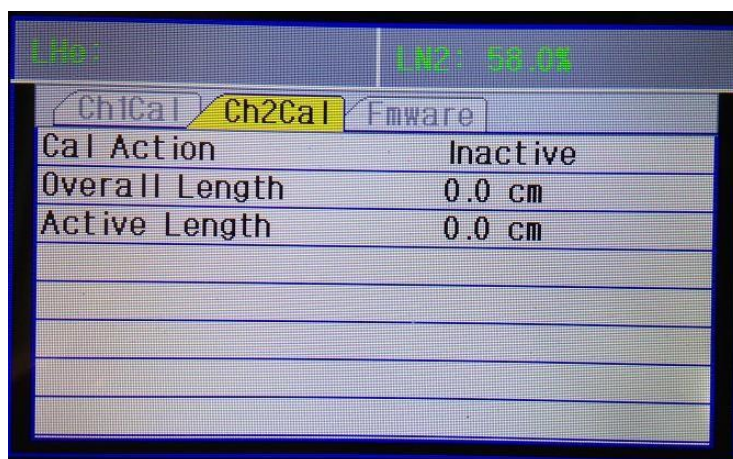 LHe: LN2: 58.0%
Ch1Cal Ch2Cal Fmware
Cal Action Inactive
Overall Length 0.0 cm
Active Length 0.0 cm